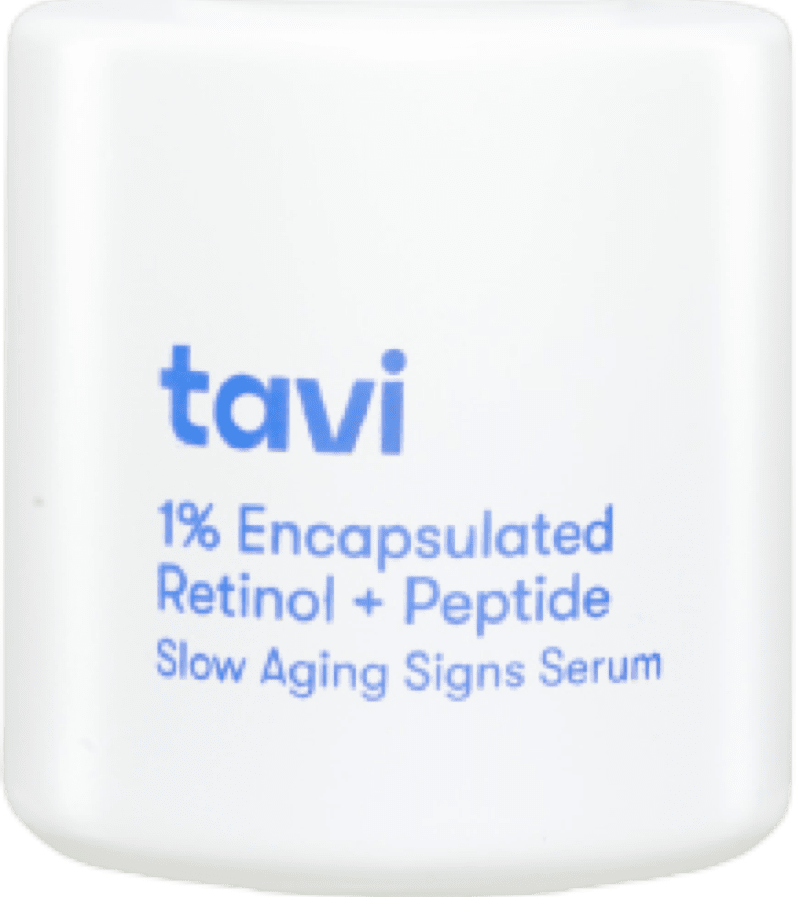 tavi
1% Encapsulated
Retinol + Peptide
Slow Aging Signs Serum